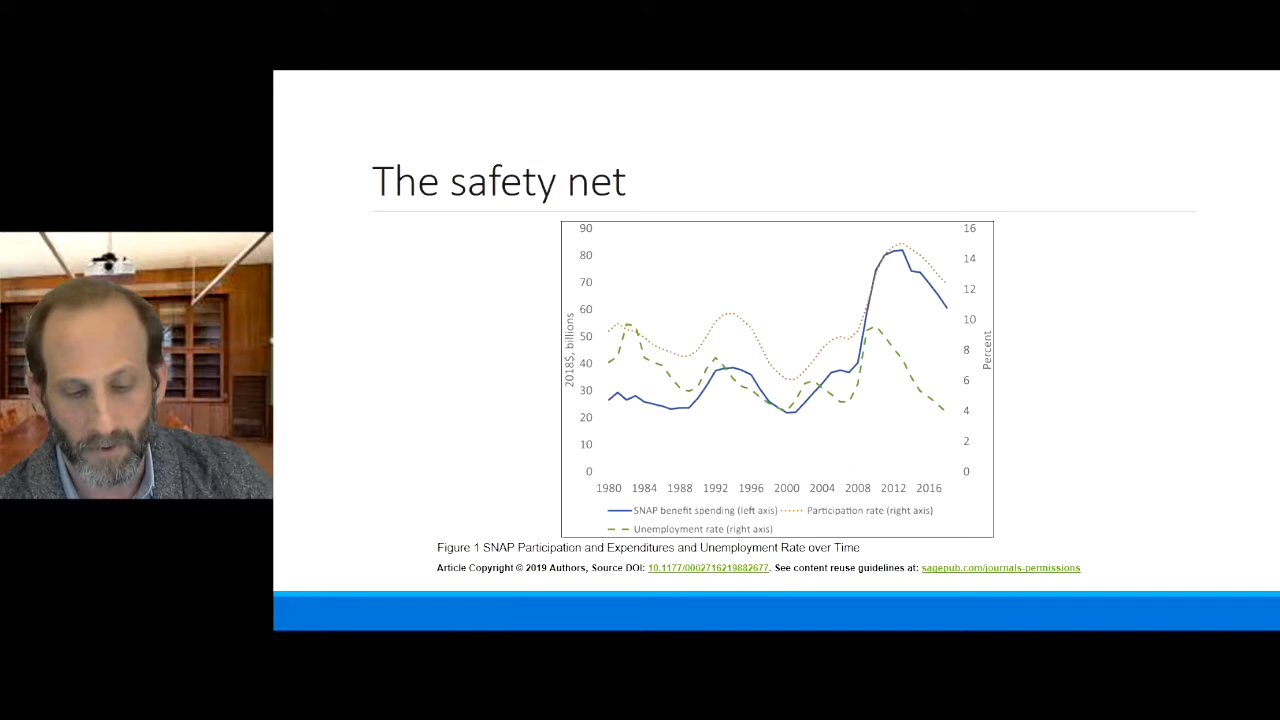 The safety net
90
80
70
60
50
40
30
20
10
0
2018$, billions
16
14
12
10
8
6
4
2
0
Percent
1980 1984 1988 1992 1996 2000 2004 2008 2012 2016
SNAP benefit spending (left axis) Participation rate (right axis)
Unemployment rate (right axis)
Figure 1 SNAP Participation and Expenditures and Unemployment Rate over Time
Article Copyright © 2019 Authors, Source DOI: 10.1177/0002716219882677. See content reuse guidelines at: sagepub.com/journals-permissions